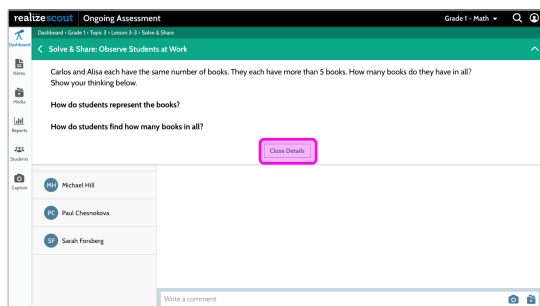 realizescout Ongoing Assessment Grade 1 - Math
Dashboard › Grade 1 › Topic 3 › Lesson 3-3 › Solve & Share
Dashboard
Solve & Share: Observe Students at Work
Notes
Media
Reports
Students
Capture
Carlos and Alisa each have the same number of books. They each have more than 5 books. How many books do they have in all?
Show your thinking below.
How do students represent the books?
How do students find how many books in all?
Close Details
MH Michael Hill
PC Paul Chesnokova
SF Sarah Forsberg
Write a comment